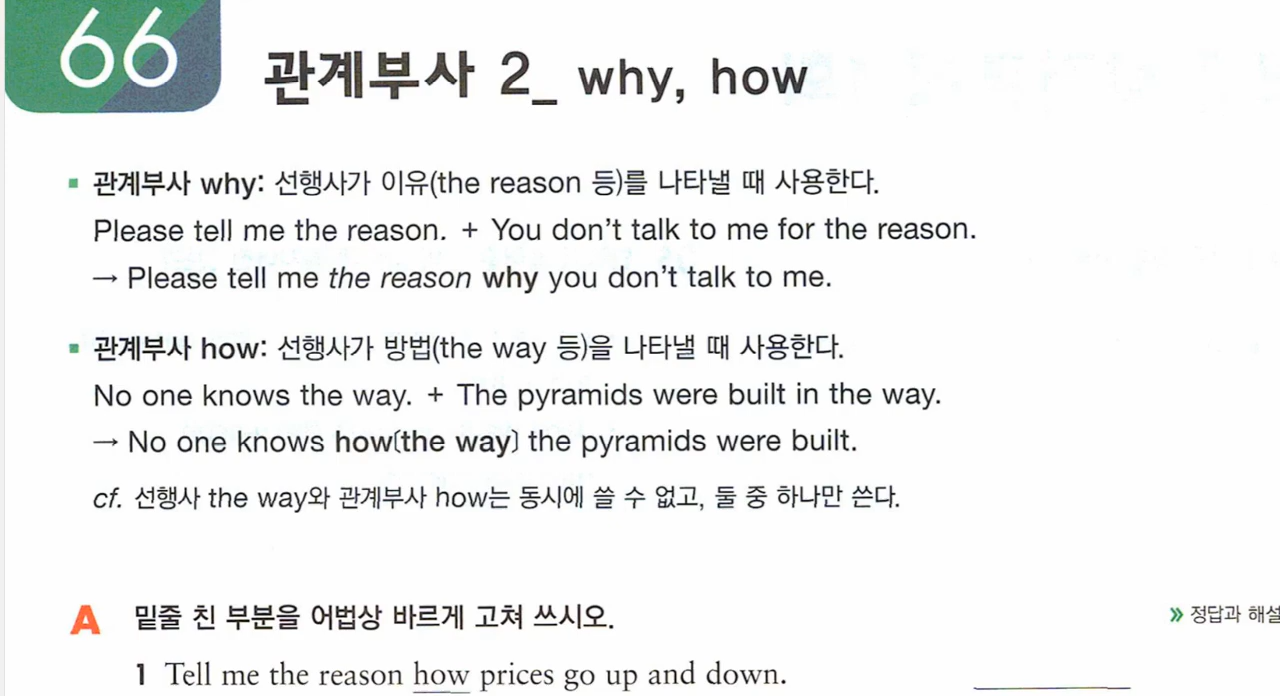 66
관계부사 2_ why, how
▪ 관계부사 why: 선행사가 이유(the reason 등)를 나타낼 때 사용한다.
Please tell me the reason. + You don't talk to me for the reason.
→ Please tell me the reason why you don't talk to me.
▪ 관계부사 how: 선행사가 방법(the way 등)을 나타낼 때 사용한다.
No one knows the way. + The pyramids were built in the way.
→ No one knows how(the way) the pyramids were built.
cf. 선행사 the way와 관계부사 how는 동시에 쓸 수 없고, 둘 중 하나만 쓴다.
A 밑줄 친 부분을 어법상 바르게 고쳐 쓰시오.
» 정답과 해설
1 Tell me the reason how prices go up and down.